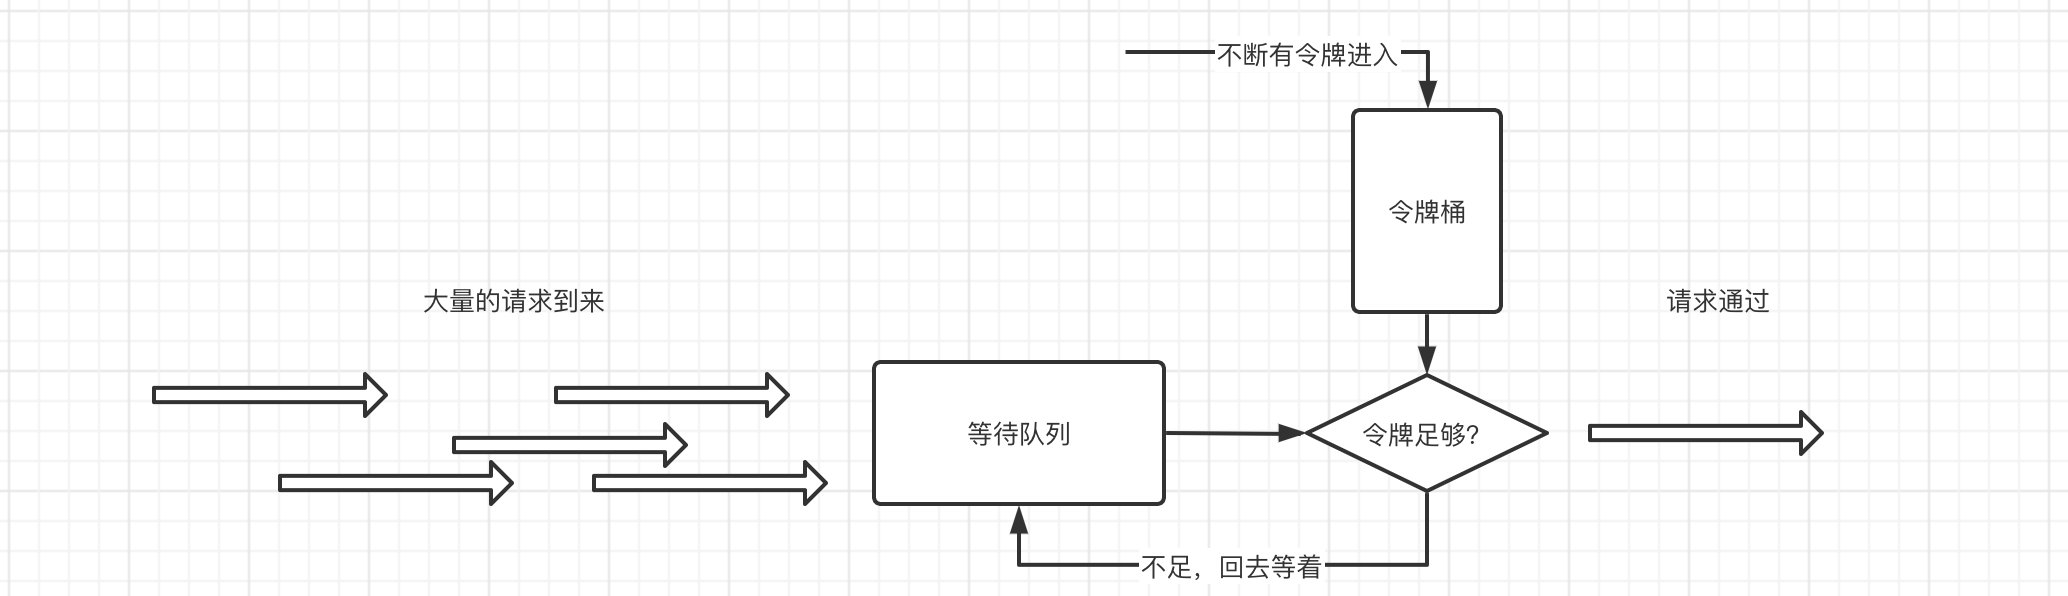 不断有令牌进入
令牌桶
大量的请求到来
请求通过
等待队列
令牌足够?
不足，回去等着